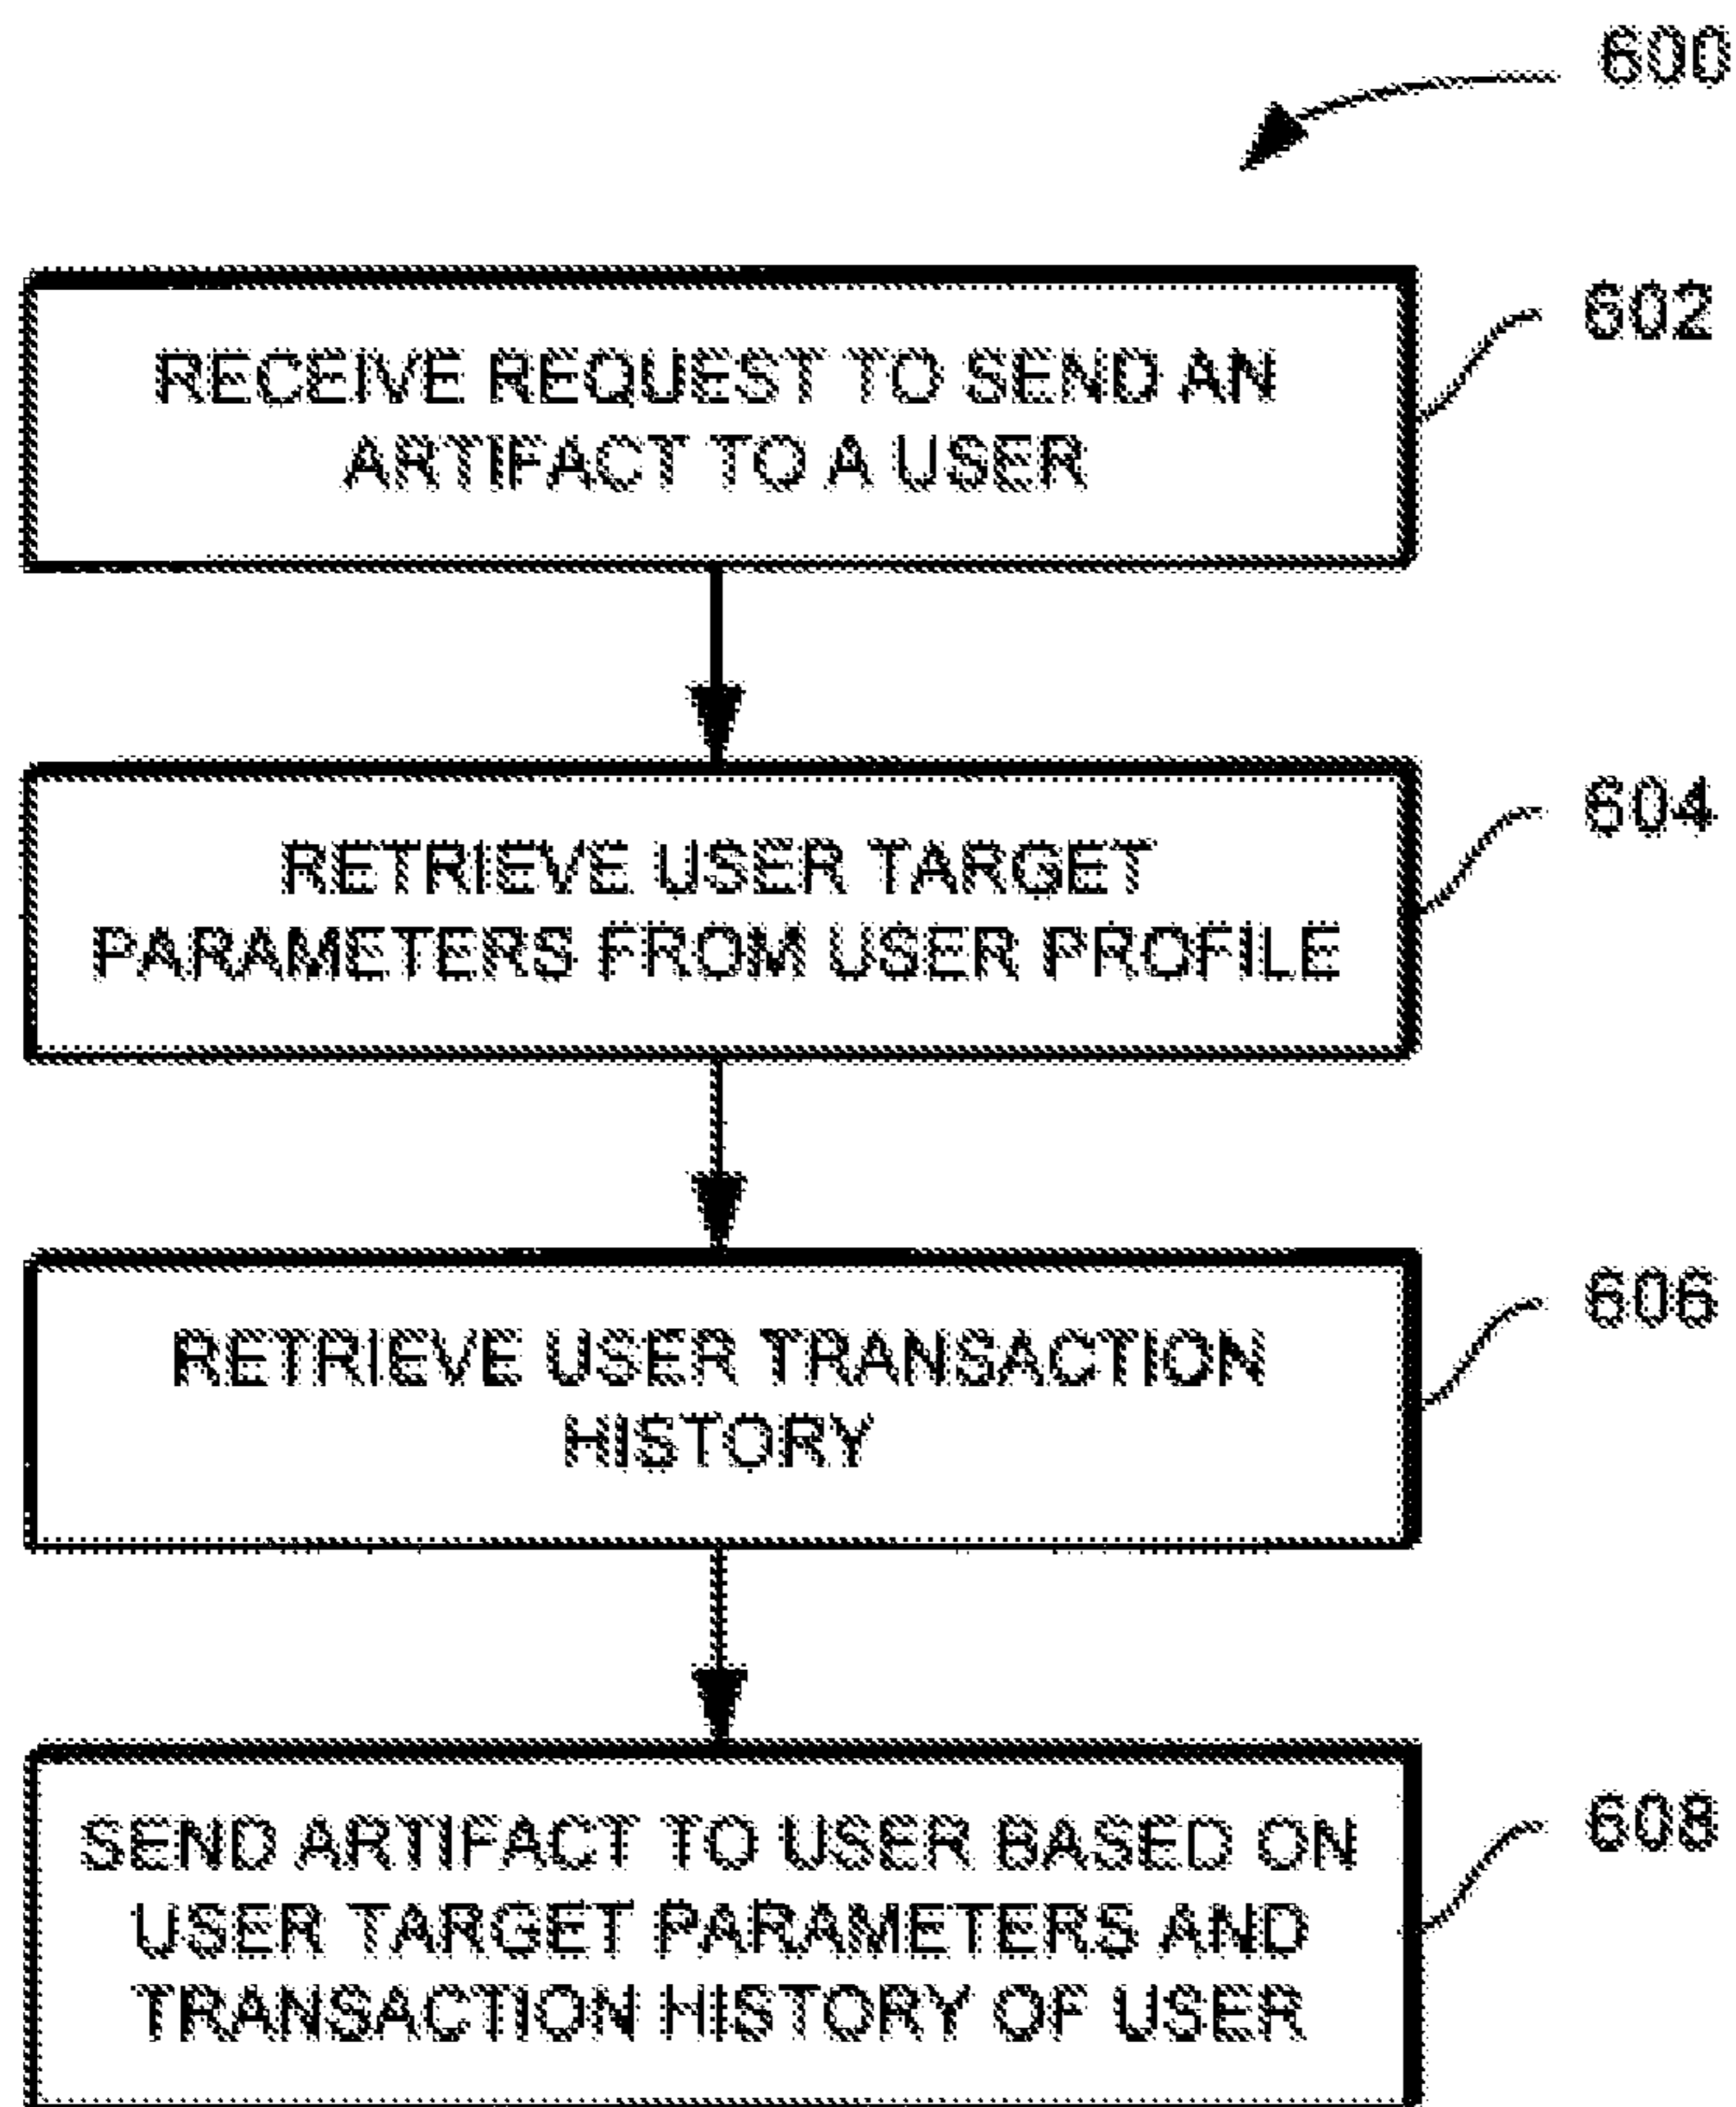 600
RECEIVE REQUEST TO SEND AN
ARTIFACT TO A USER
602
RETRIEVE USER TARGET
PARAMETERS FROM USER PROFILE
604
RETRIEVE USER TRANSACTION
HISTORY
606
SEND ARTIFACT TO USER BASED ON
USER TARGET PARAMETERS AND
TRANSACTION HISTORY OF USER
608